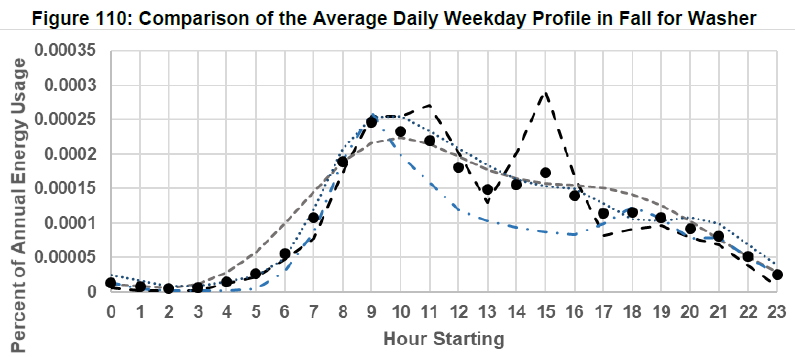 Figure 110: Comparison of the Average Daily Weekday Profile in Fall for Washer
Percent of Annual Energy Usage
0.00035
0.0003
0.00025
0.0002
0.00015
0.0001
0.00005
0
0 1 2 3 4 5 6 7 8 9 10 11 12 13 14 15 16 17 18 19 20 21 22 23
Hour Starting